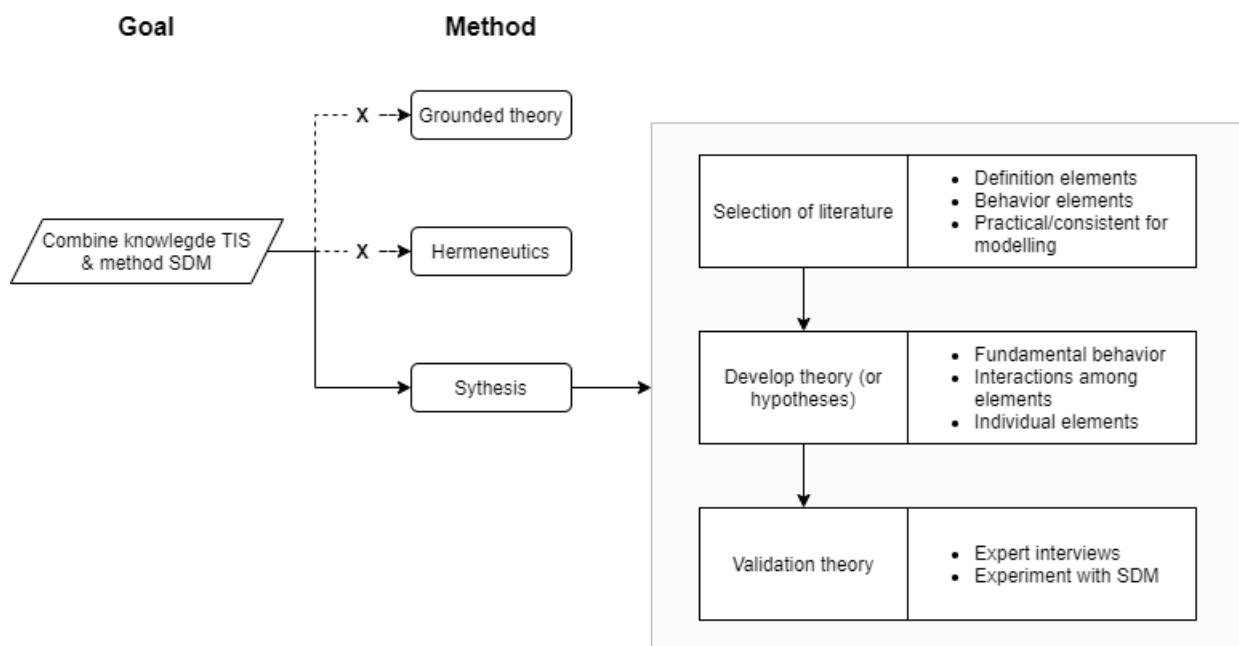 Goal
Method
X
Grounded theory
Combine knowlegde TIS
& method SDM
X
Hermeneutics
Sythesis
Selection of literature
• Definition elements
• Behavior elements
• Practical/consistent for
modelling
Develop theory (or
hypotheses)
• Fundamental behavior
• Interactions among
elements
• Individual elements
Validation theory
• Expert interviews
• Experiment with SDM